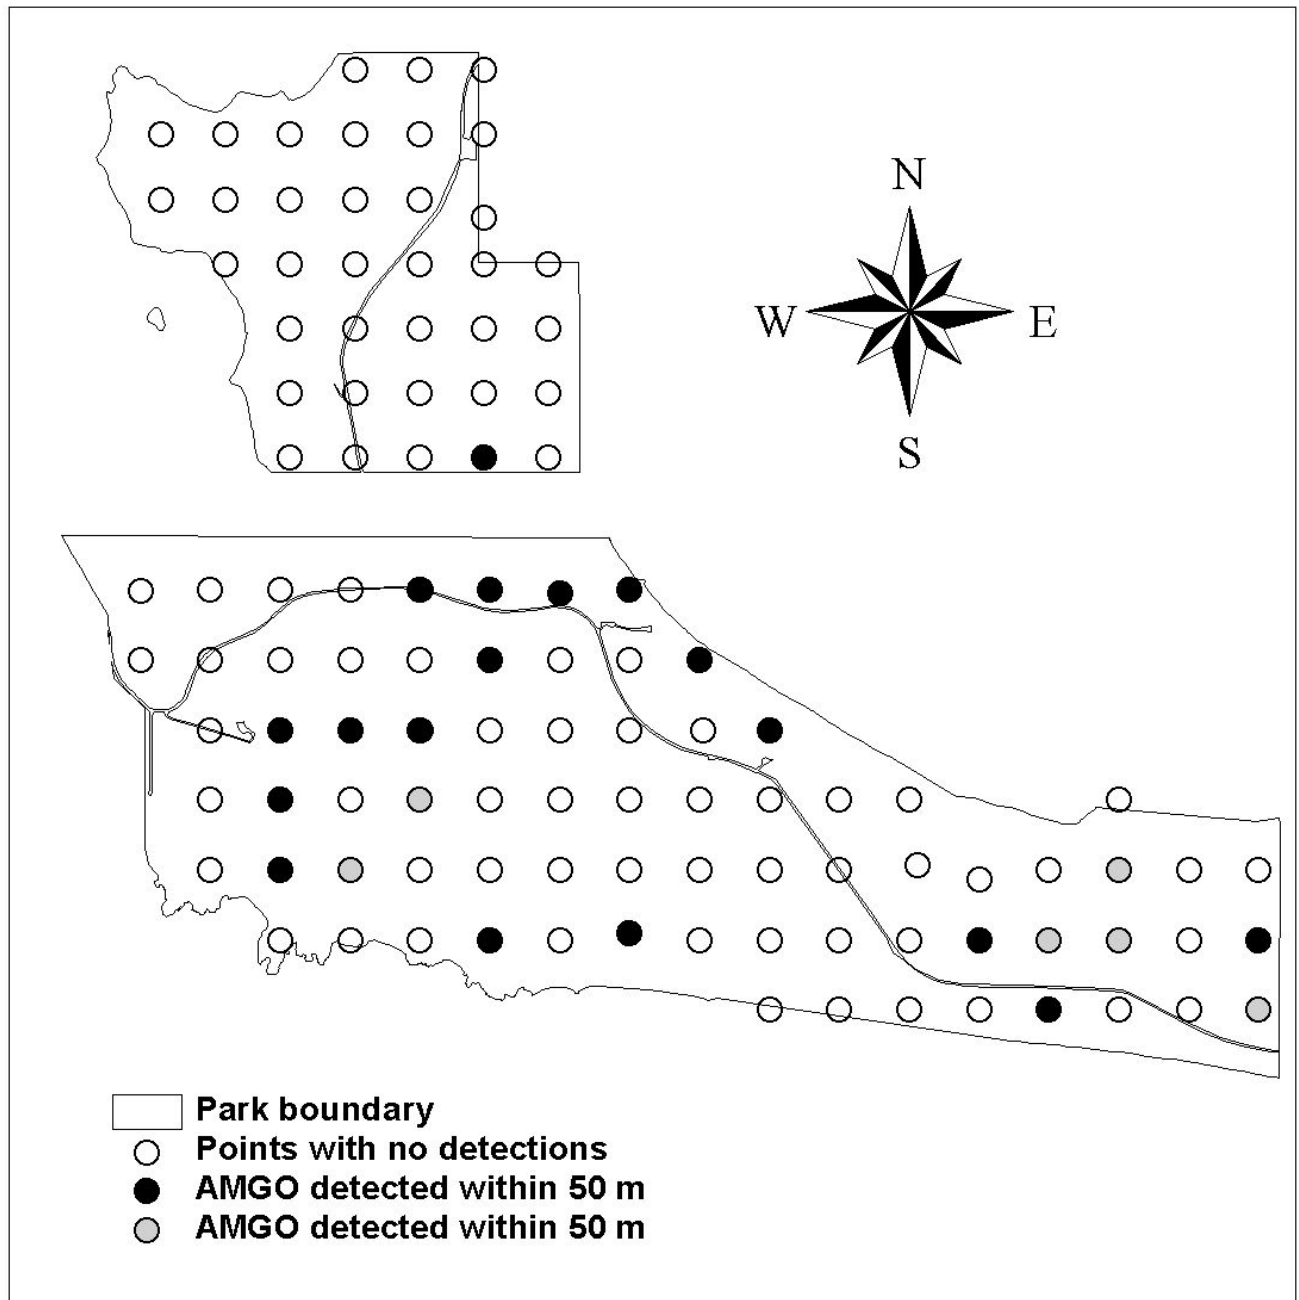 N
W
E
S
Park boundary
Points with no detections
AMGO detected within 50 m
AMGO detected within 50 m